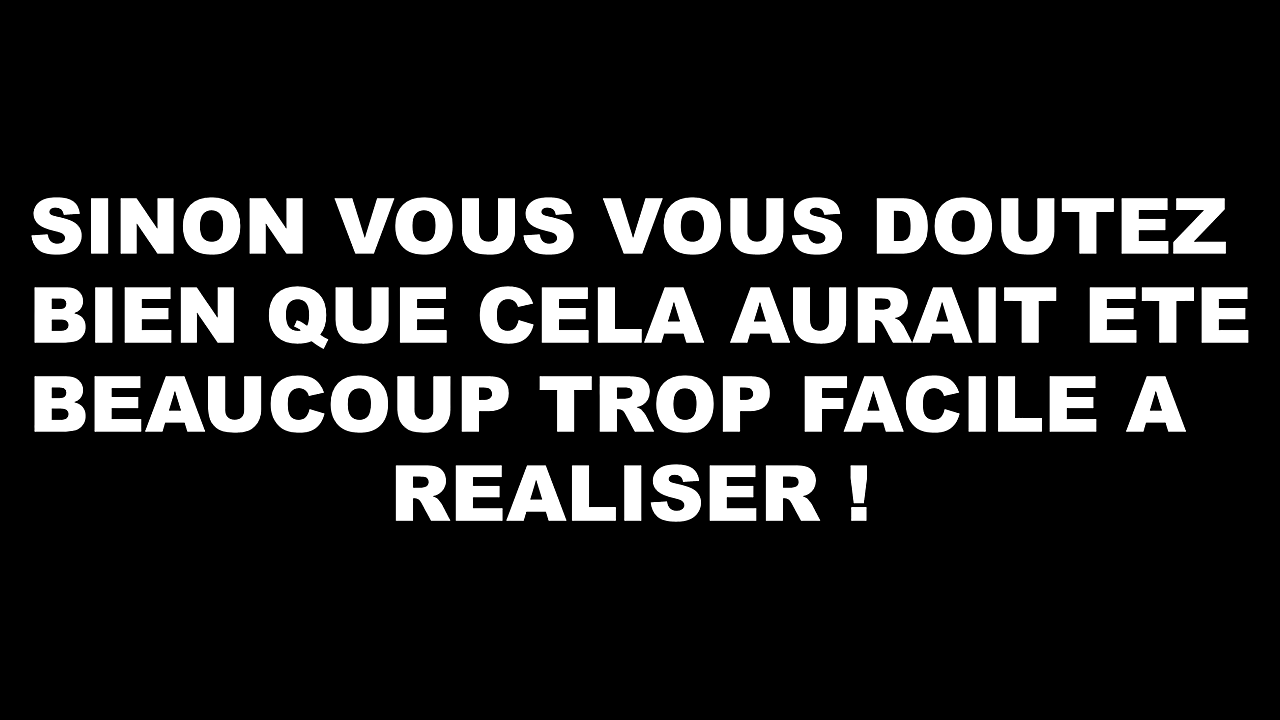 SINON VOUS VOUS DOUTEZ
BIEN QUE CELA AURAIT ETE
BEAUCOUP TROP FACILE A
REALISER !